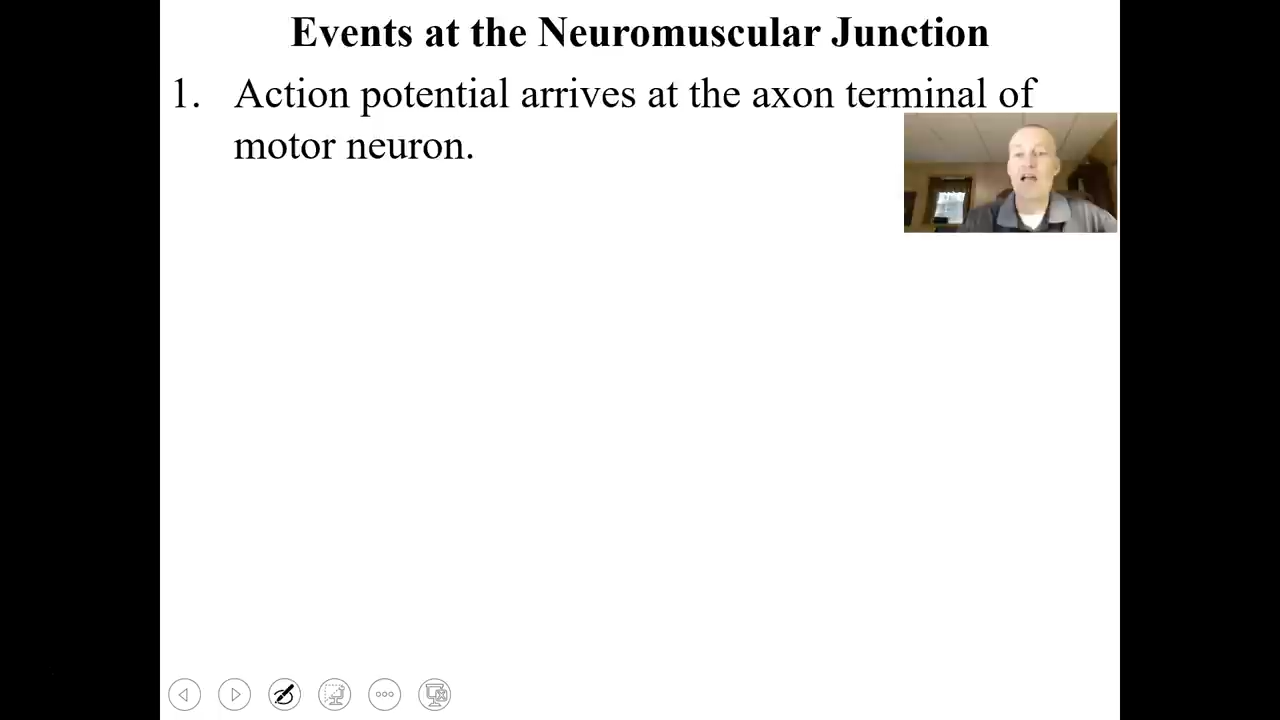 Events at the Neuromuscular Junction
1. Action potential arrives at the axon terminal of
motor neuron.